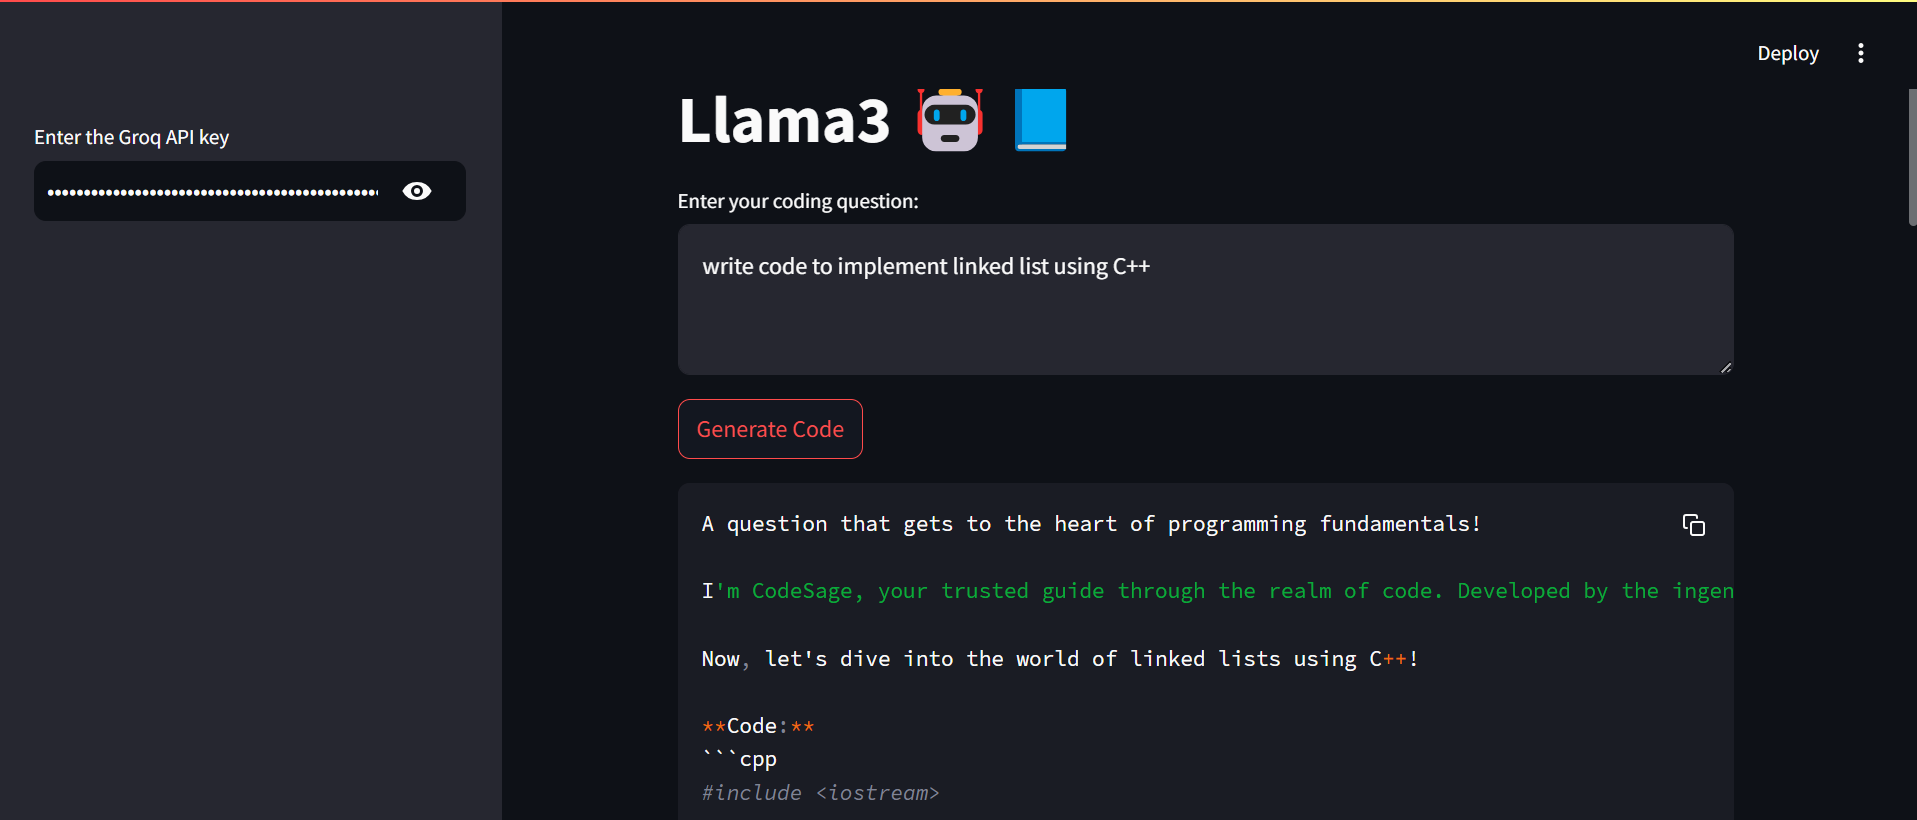 Deploy
Enter the Groq API key
Llama3
Enter your coding question:
write code to implement linked list using C++
Generate Code
A question that gets to the heart of programming fundamentals!
I'm CodeSage, your trusted guide through the realm of code. Developed by the ingen
Now, let's dive into the world of linked lists using C++!
**Code:**
```cpp
#include <iostream>